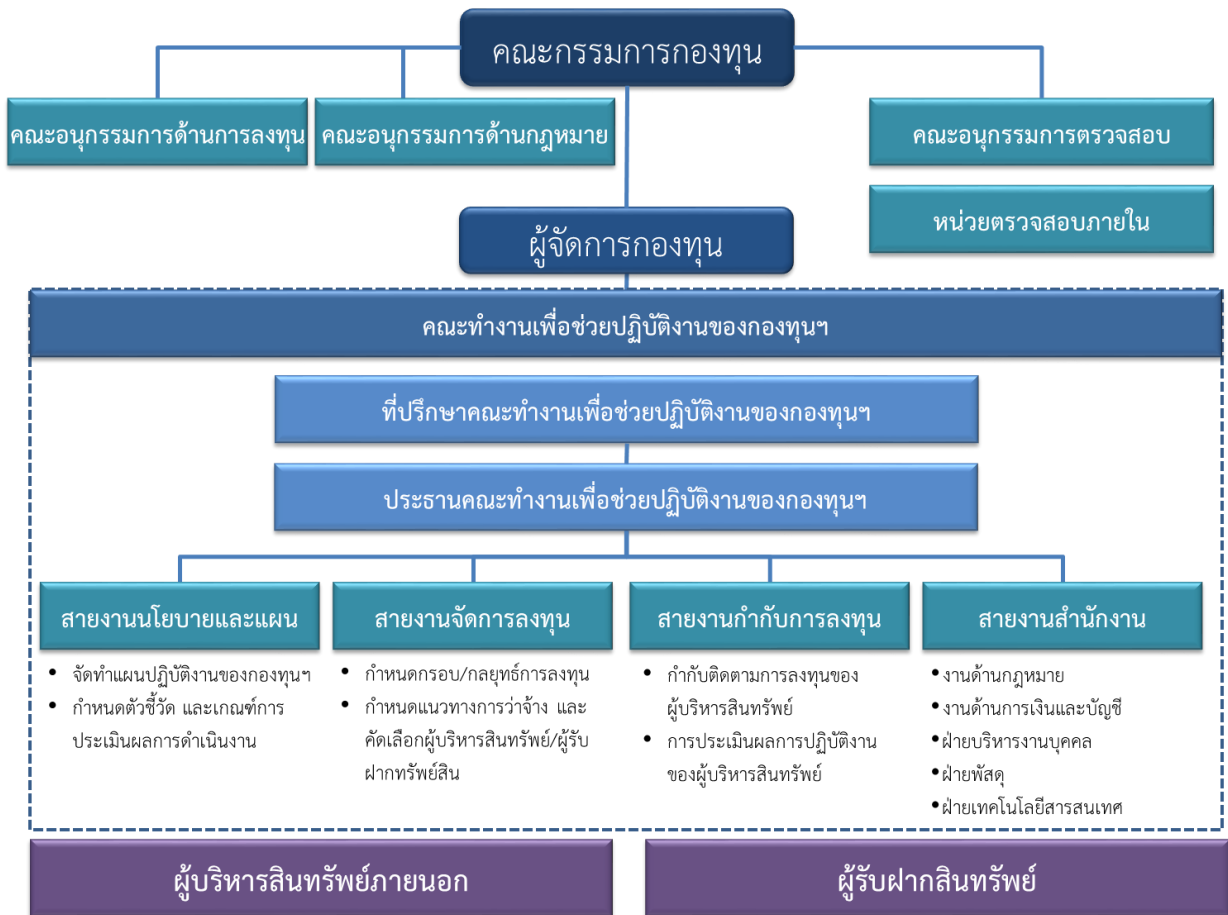 คณะกรรมการกองทุน
คณะอนุกรรมการด้านการลงทุน
คณะอนุกรรมการด้านกฎหมาย
คณะอนุกรรมการตรวจสอบ
หน่วยตรวจสอบภายใน
ผู้จัดการกองทุน
คณะทำงานเพื่อช่วยปฏิบัติงานของกองทุนฯ
ที่ปรึกษาคณะทำงานเพื่อช่วยปฏิบัติงานของกองทุนฯ
ประธานคณะทำงานเพื่อช่วยปฏิบัติงานของกองทุนฯ
สายงานนโยบายและแผน
• จัดทำแผนปฏิบัติงานของกองทุนฯ
• กำหนดตัวชี้วัด และเกณฑ์การ
ประเมินผลการดำเนินงาน
สายงานจัดการลงทุน
• กำหนดกรอบ/กลยุทธ์การลงทุน
• กำหนดแนวทางการว่าจ้าง และ
คัดเลือกผู้บริหารสินทรัพย์/ผู้รับ
ฝากทรัพย์สิน
สายงานกำกับการลงทุน
• กำกับติดตามการลงทุนของ
ผู้บริหารสินทรัพย์
• การประเมินผลการปฏิบัติงาน
ของผู้บริหารสินทรัพย์
สายงานสำนักงาน
• งานด้านกฎหมาย
• งานด้านการเงินและบัญชี
• ฝ่ายบริหารงานบุคคล
• ฝ่ายพัสดุ
• ฝ่ายเทคโนโลยีสารสนเทศ
ผู้บริหารสินทรัพย์ภายนอก
ผู้รับฝากสินทรัพย์